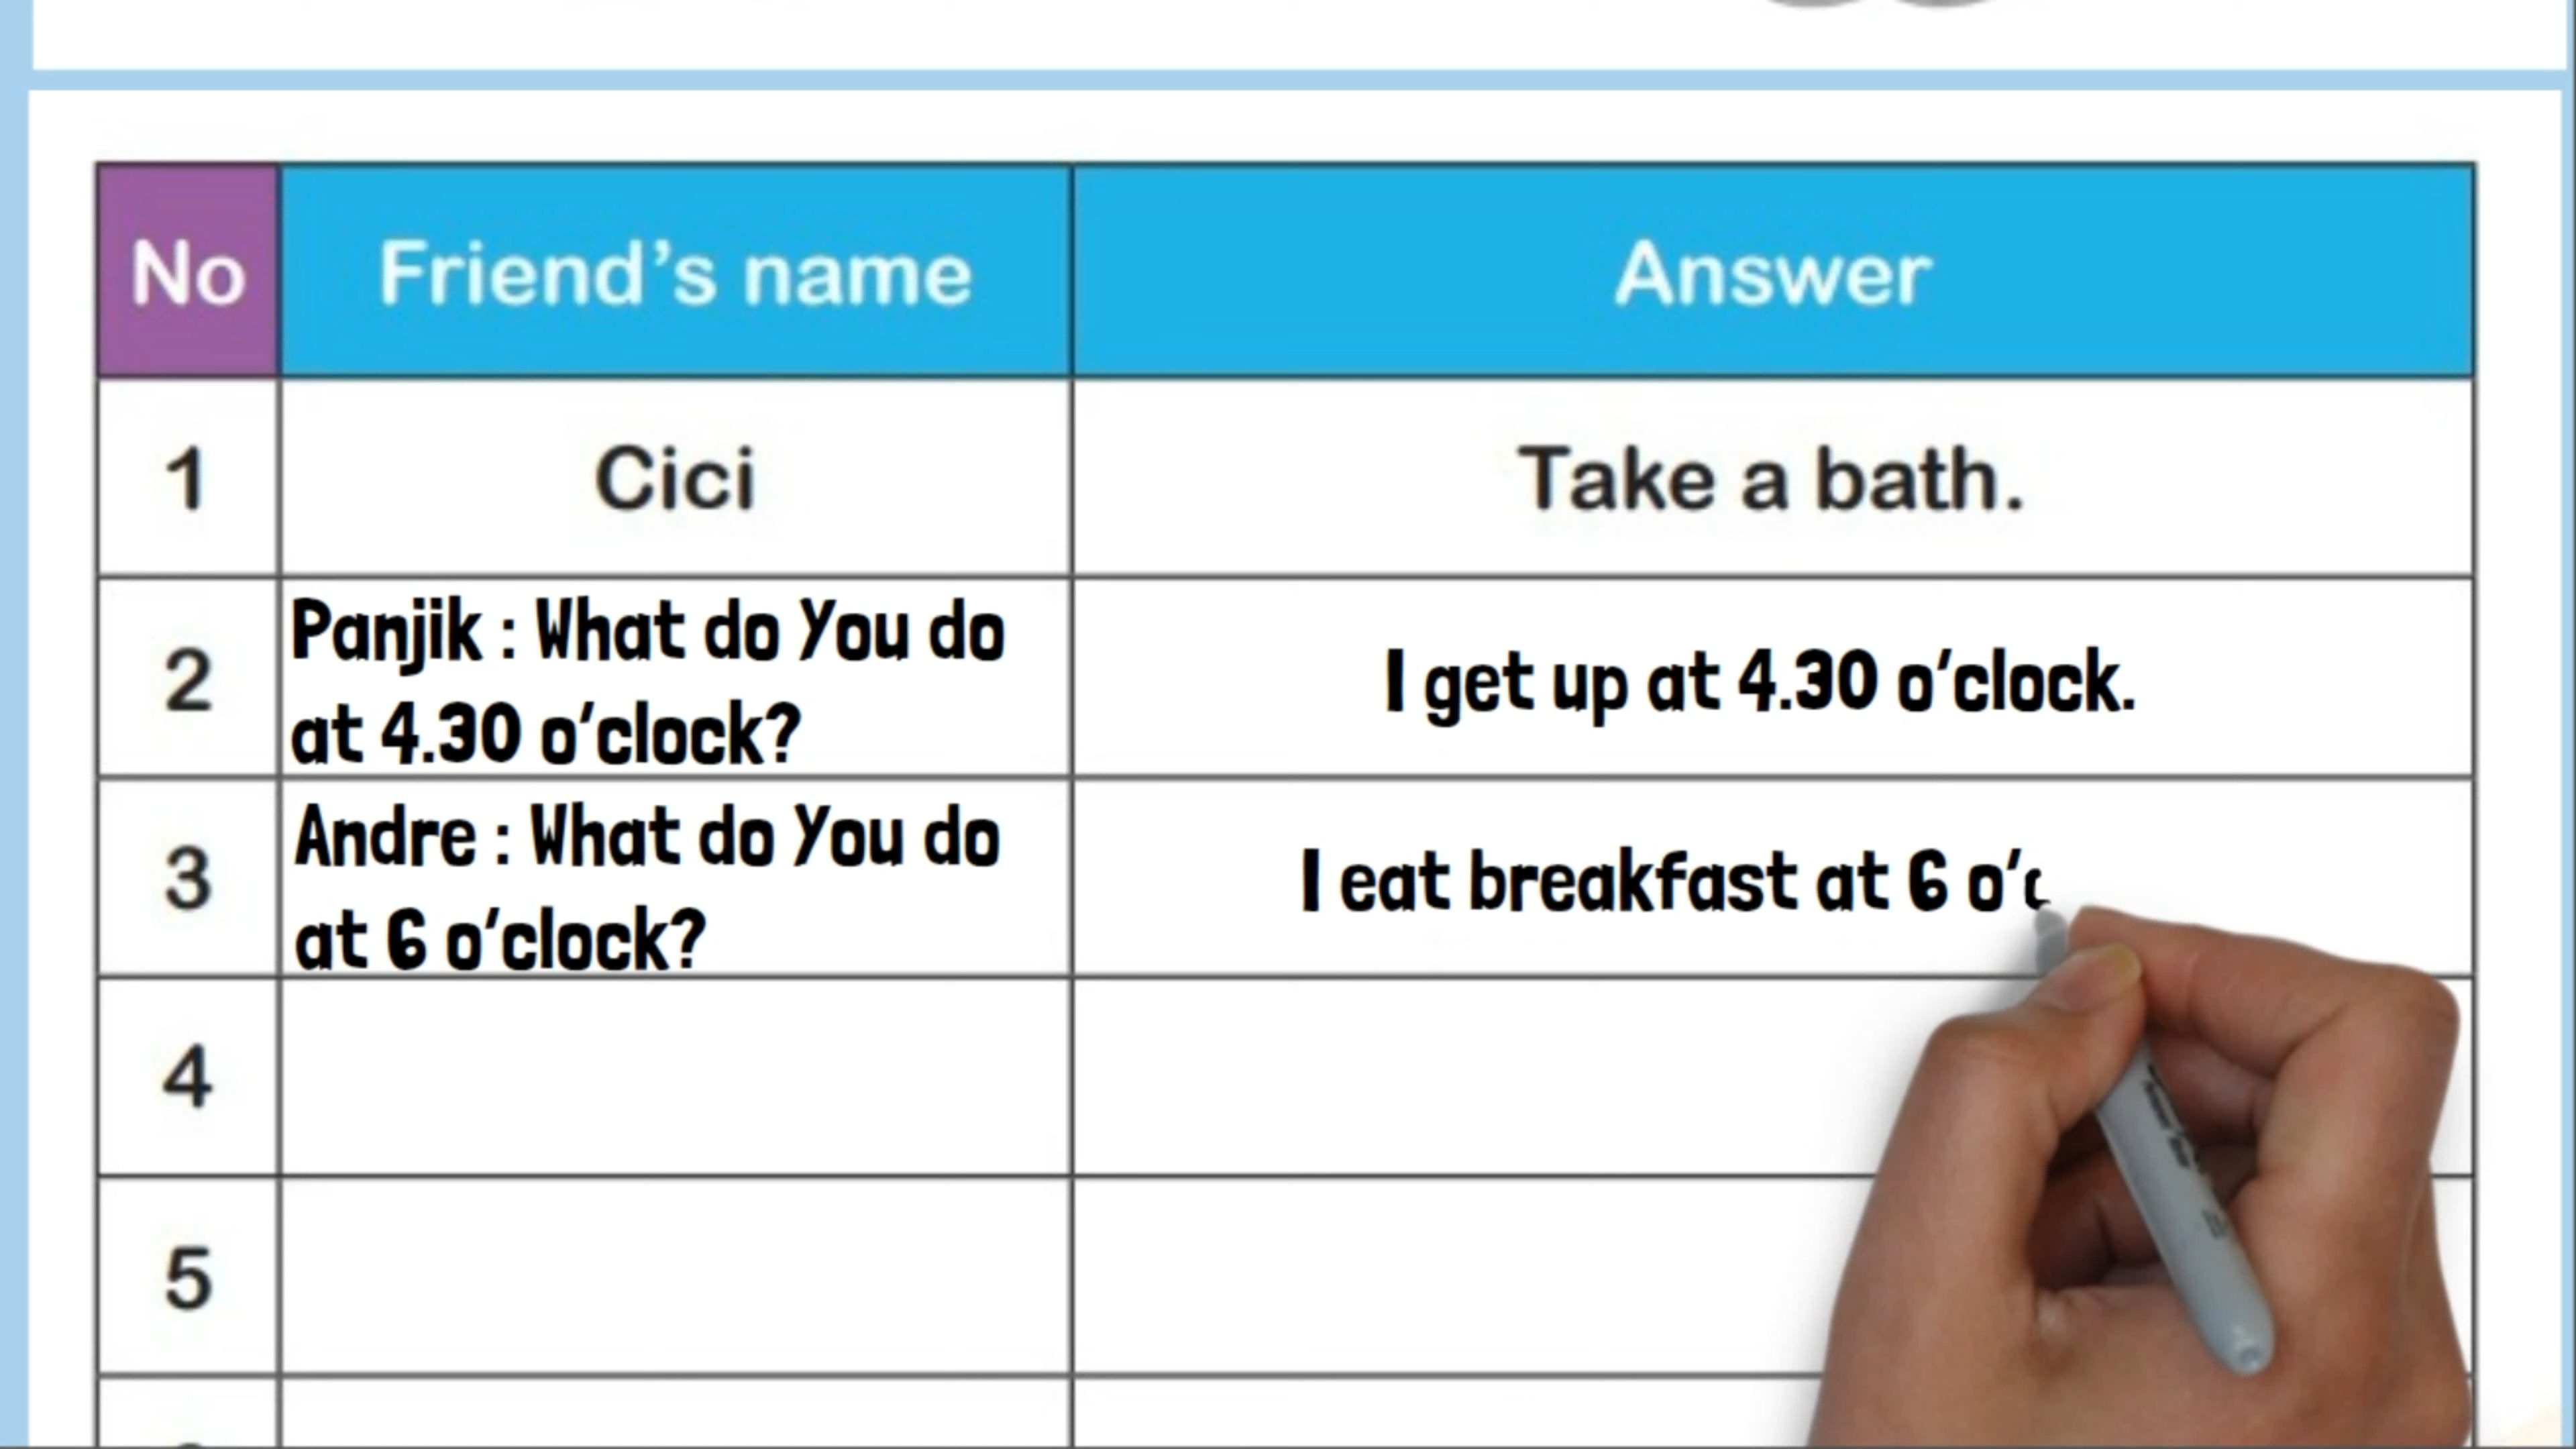 No Friend's name Answer
1 Cici Take a bath.
2 Panjik : What do You do
at 4.30 o'clock?
I get up at 4.30 o'clock.
3 Andre : What do You do
at 6 o'clock?
I eat breakfast at 6 o'c
4
5